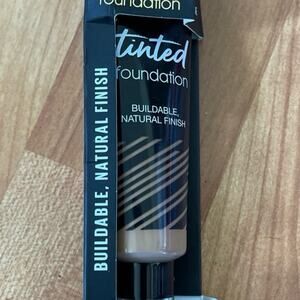 foundation
tinted
foundation
BUILDABLE,
NATURAL FINISH
BUILDABLE, NATURAL FINISH